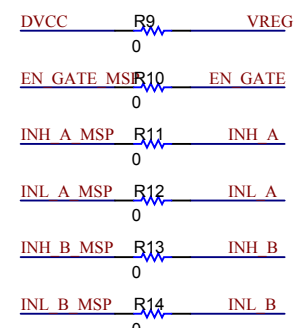 DVCC R9 VREG
0
EN_GATE_MSP R10 EN_GATE
0
INH_A_MSP R11 INH_A
0
INL_A_MSP R12 INL_A
0
INH_B_MSP R13 INH_B
0
INL_B_MSP R14 INL_B
0